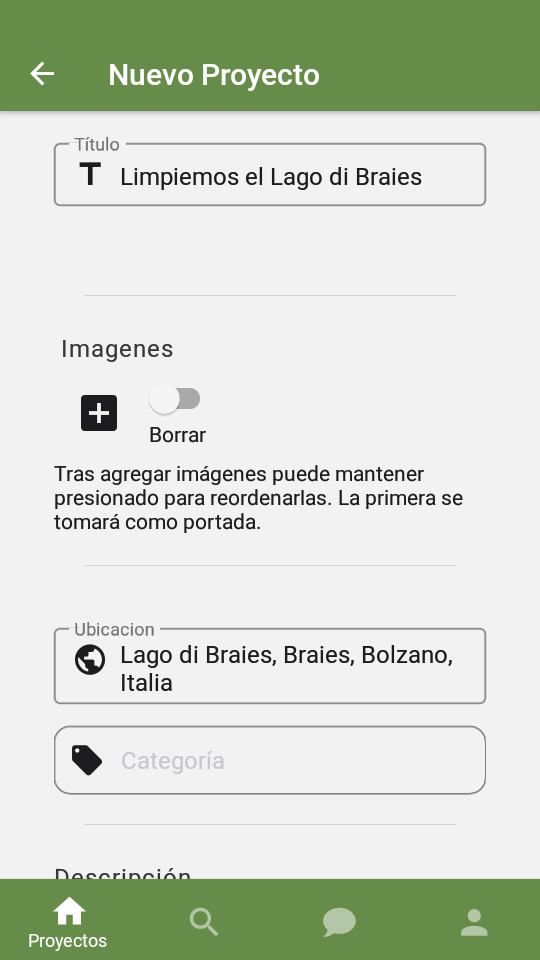 Nuevo Proyecto
Título
Limpiemos el Lago di Braies
Imagenes
Borrar
Tras agregar imágenes puede mantener
presionado para reordenarlas. La primera se
tomará como portada.
Ubicacion
Lago di Braies, Braies, Bolzano,
Italia
Categoría
Descripción
Proyectos